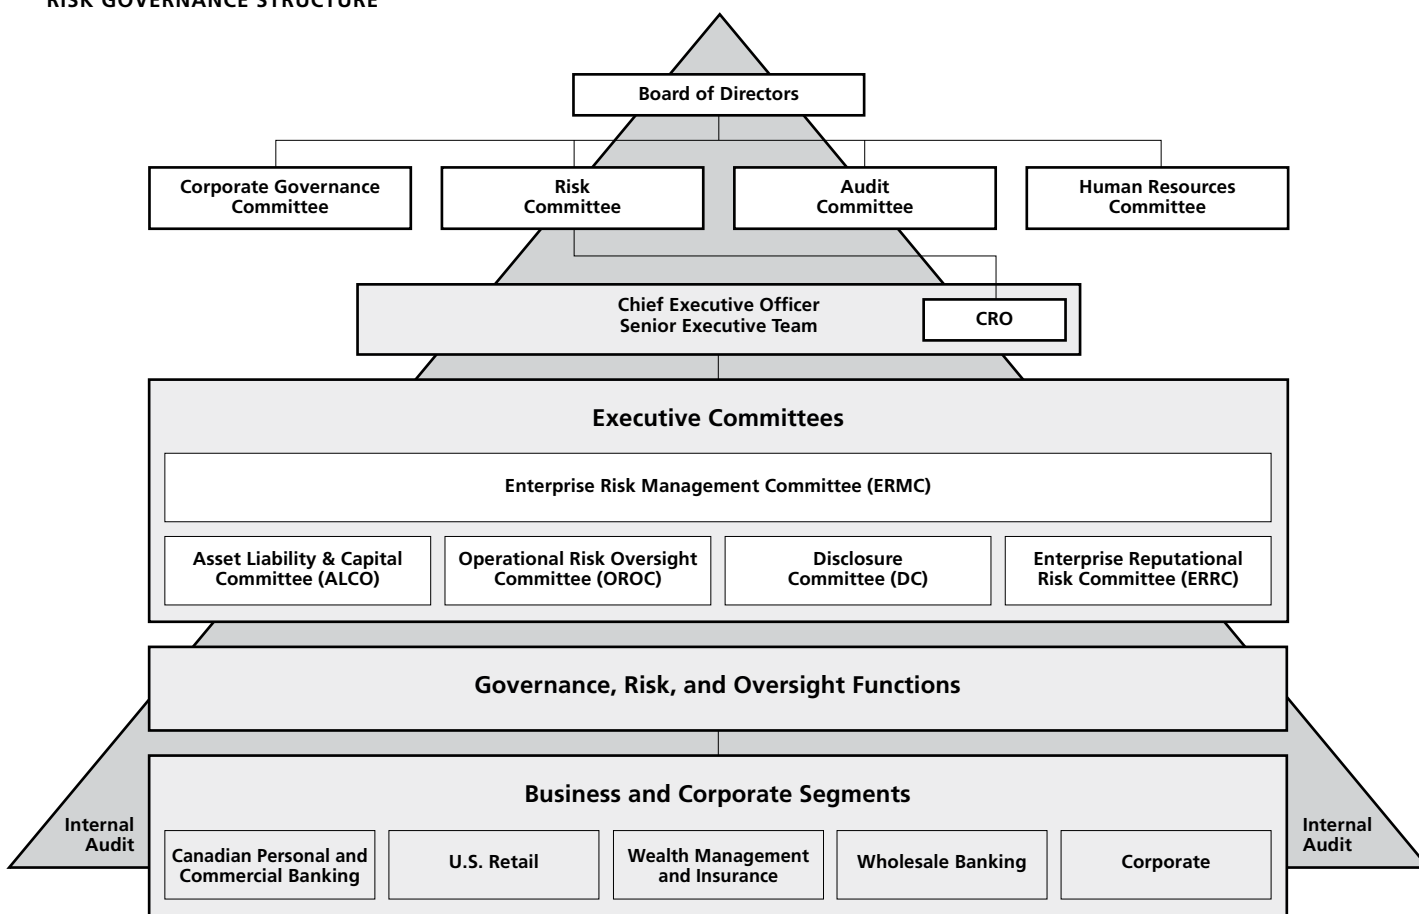 RISK GOVERNANCE STRUCTURE
Board of Directors
Corporate Governance
Committee
Risk
Committee
Audit
Committee
Human Resources
Committee
Chief Executive Officer
Senior Executive Team
CRO
Executive Committees
Enterprise Risk Management Committee (ERMC)
Asset Liability & Capital
Committee (ALCO)
Operational Risk Oversight
Committee (OROC)
Disclosure
Committee (DC)
Enterprise Reputational
Risk Committee (ERRC)
Governance, Risk, and Oversight Functions
Business and Corporate Segments
Internal
Audit
Canadian Personal and
Commercial Banking
U.S. Retail
Wealth Management
and Insurance
Wholesale Banking
Corporate
Internal
Audit